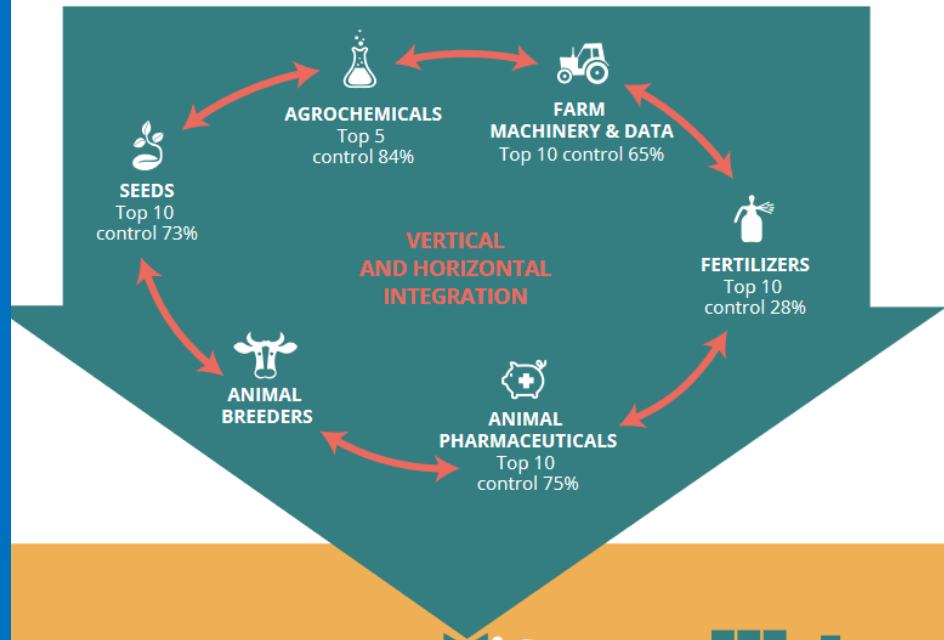 AGROCHEMICALS
Top 5
control 84%
FARM
MACHINERY & DATA
Top 10 control 65%
SEEDS
Top 10
control 73%
VERTICAL
AND HORIZONTAL
INTEGRATION
FERTILIZERS
Top 10
control 28%
ANIMAL
BREEDERS
ANIMAL
PHARMACEUTICALS
Top 10
control 75%